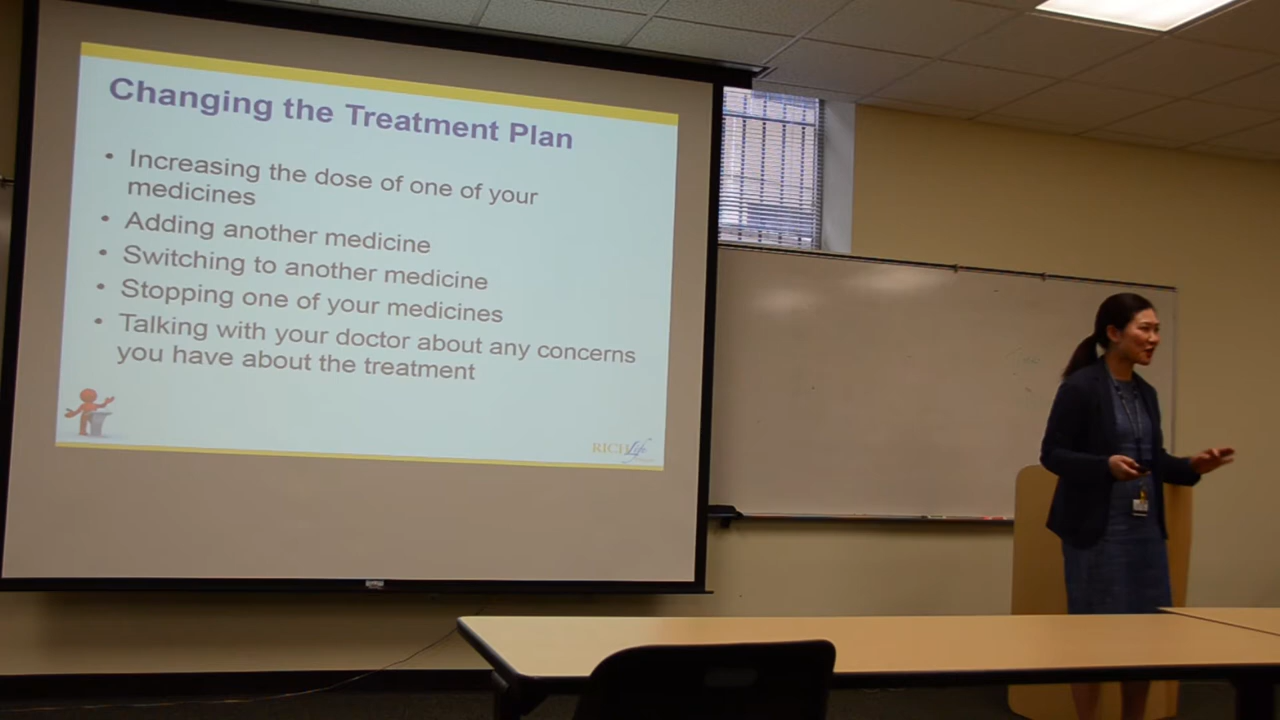 Changing the Treatment Plan
• Increasing the dose of one of your
medicines
• Adding another medicine
• Switching to another medicine
• Stopping one of your medicines
• Talking with your doctor about any concerns
you have about the treatment
RICHLife